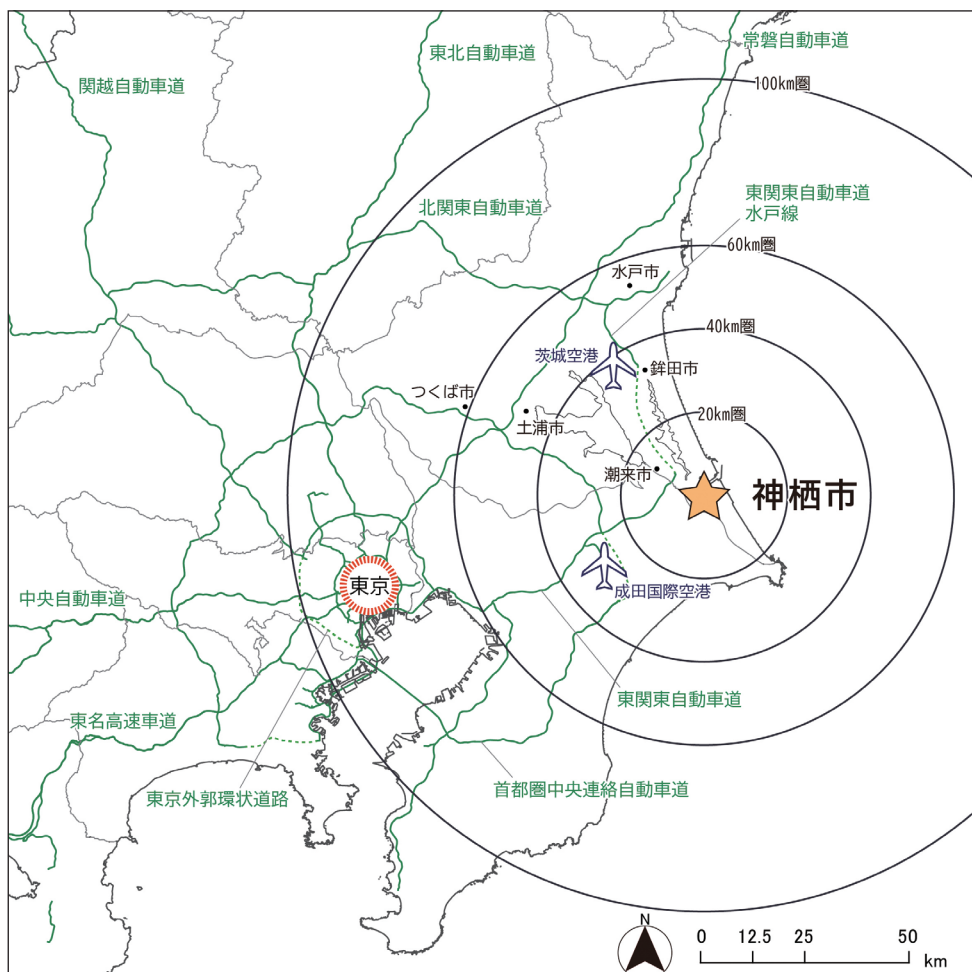 常磐自動車道
東北自動車道
関越自動車道
100km圏
東関東自動車道
水戸線
北関東自動車道
60km圏
水戸市
40km圏
茨城空港
鉾田市
つくば市
20km圏
土浦市
潮来市
神栖市
東京
成田国際空港
中央自動車道
東関東自動車道
東名高速車道
首都圏中央連絡自動車道
東京外郭環状道路
N
0 12.5 25 50
km